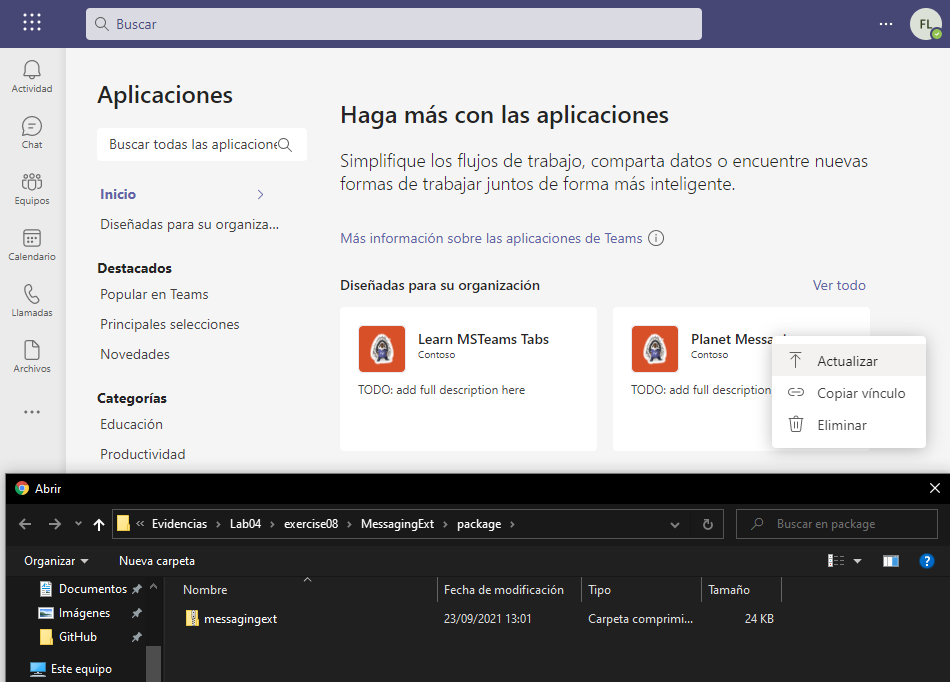 Buscar
FL
Actividad
Chat
Equipos
Calendario
Llamadas
Archivos
Aplicaciones
Buscar todas las aplicacione
Inicio
Diseñadas para su organiza...
Destacados
Popular en Teams
Principales selecciones
Novedades
Categorías
Educación
Productividad
Haga más con las aplicaciones
Simplifique los flujos de trabajo, comparta datos o encuentre nuevas
formas de trabajar juntos de forma más inteligente.
Más información sobre las aplicaciones de Teams
Diseñadas para su organización
Ver todo
Learn MSTeams Tabs
Contoso
TODO: add full description here
Planet Messa
Contoso
TODO: add full description
Actualizar
Copiar vínculo
Eliminar
Abrir
« Evidencias > Lab04 > exercise08 > MessagingExt > package >
Buscar en package
Organizar
Nueva carpeta
Documentos
Imágenes
GitHub
Este equipo
Nombre Fecha de modificación Tipo Tamaño
messagingext 23/09/2021 13:01 Carpeta comprimi... 24 KB